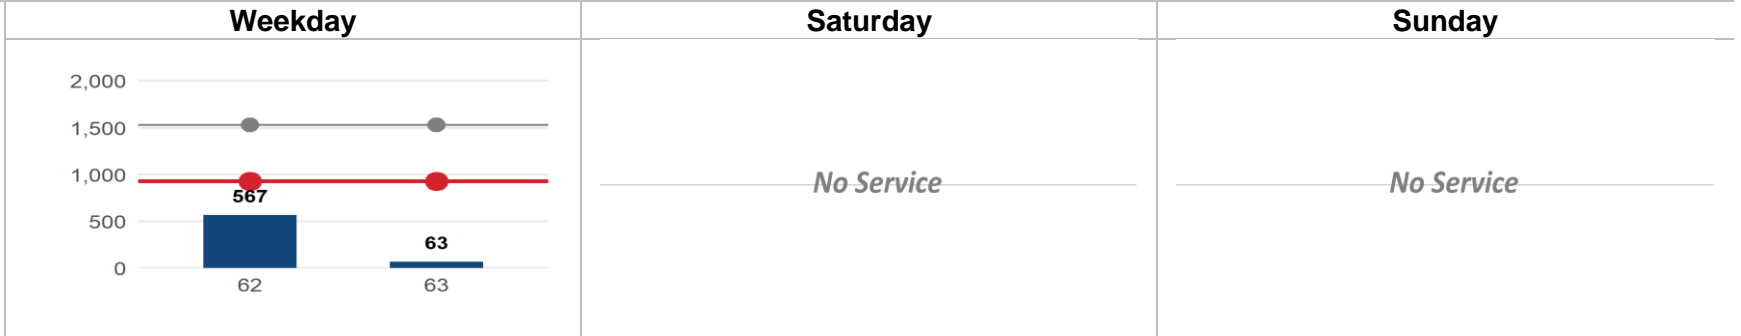 Weekday
Saturday
Sunday
2,000
1,500
1,000
500
0
567
63
62
63
No Service
No Service